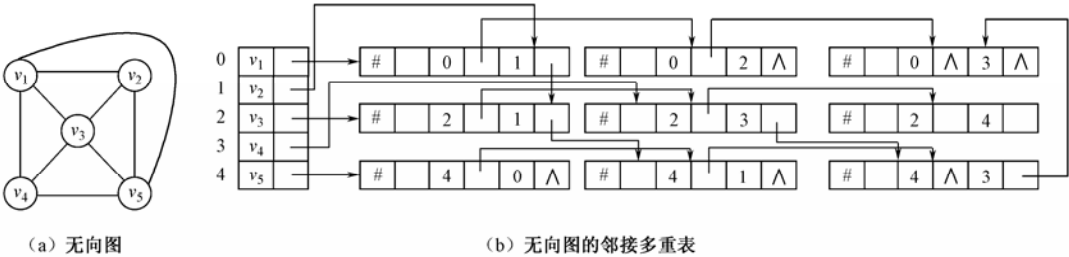 v1 v2
v3
v4 v5
(a) 无向图
0 v1 # 0 1 # 0 2 ∧ # 0 ∧ 3 ∧
1 v2
2 v3 # 2 1 # 2 3 # 2 4
3 v4
4 v5 # 4 0 ∧ # 4 1 ∧ # 4 ∧ 3
(b) 无向图的邻接多重表